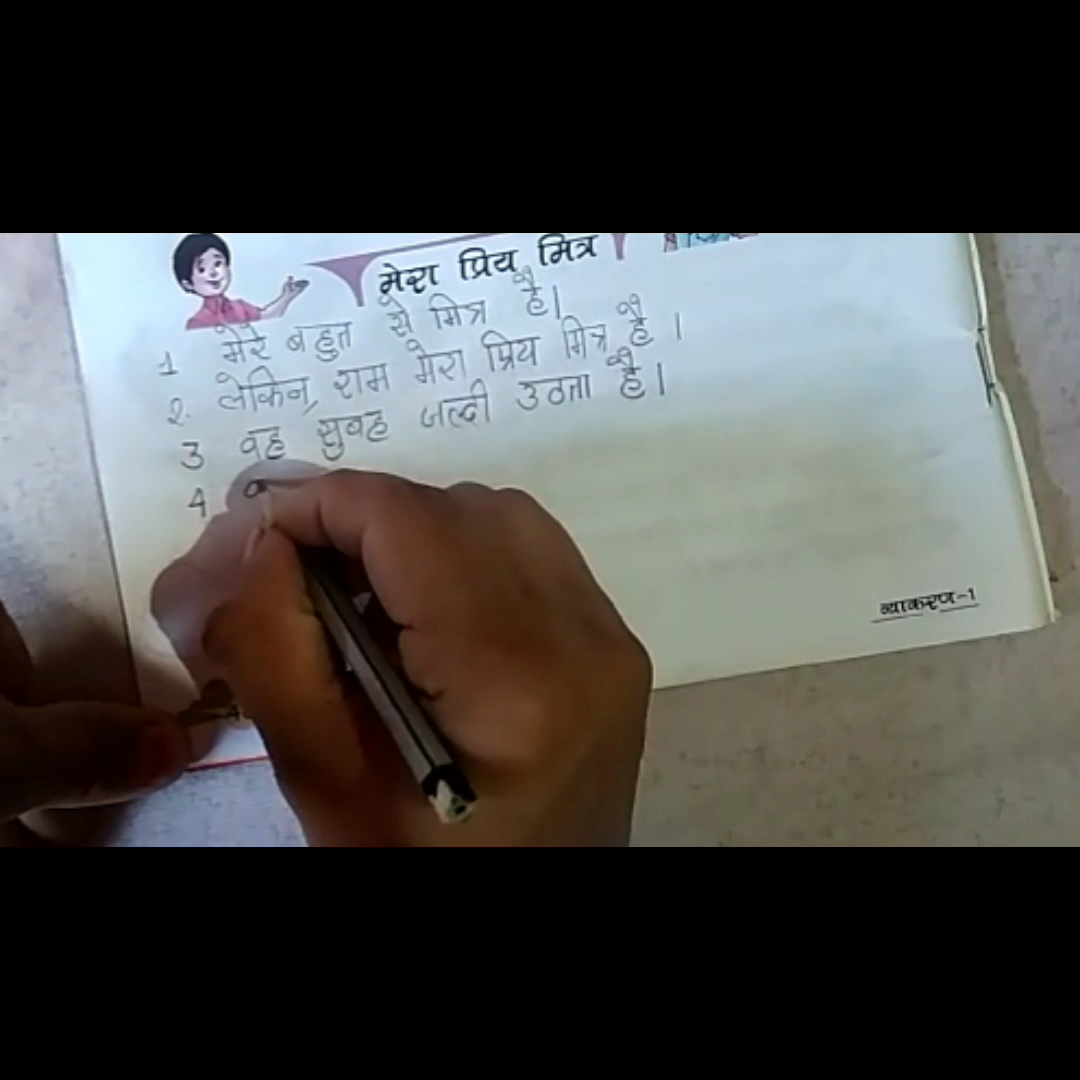 मेरा प्रिय मित्र
1 मेरे बहुत से मित्र है।
2. लेकिन, राम मेरा प्रिय मित्र है।
3 वह सुबह जल्दी उठता है।
4
व्याकरण-1